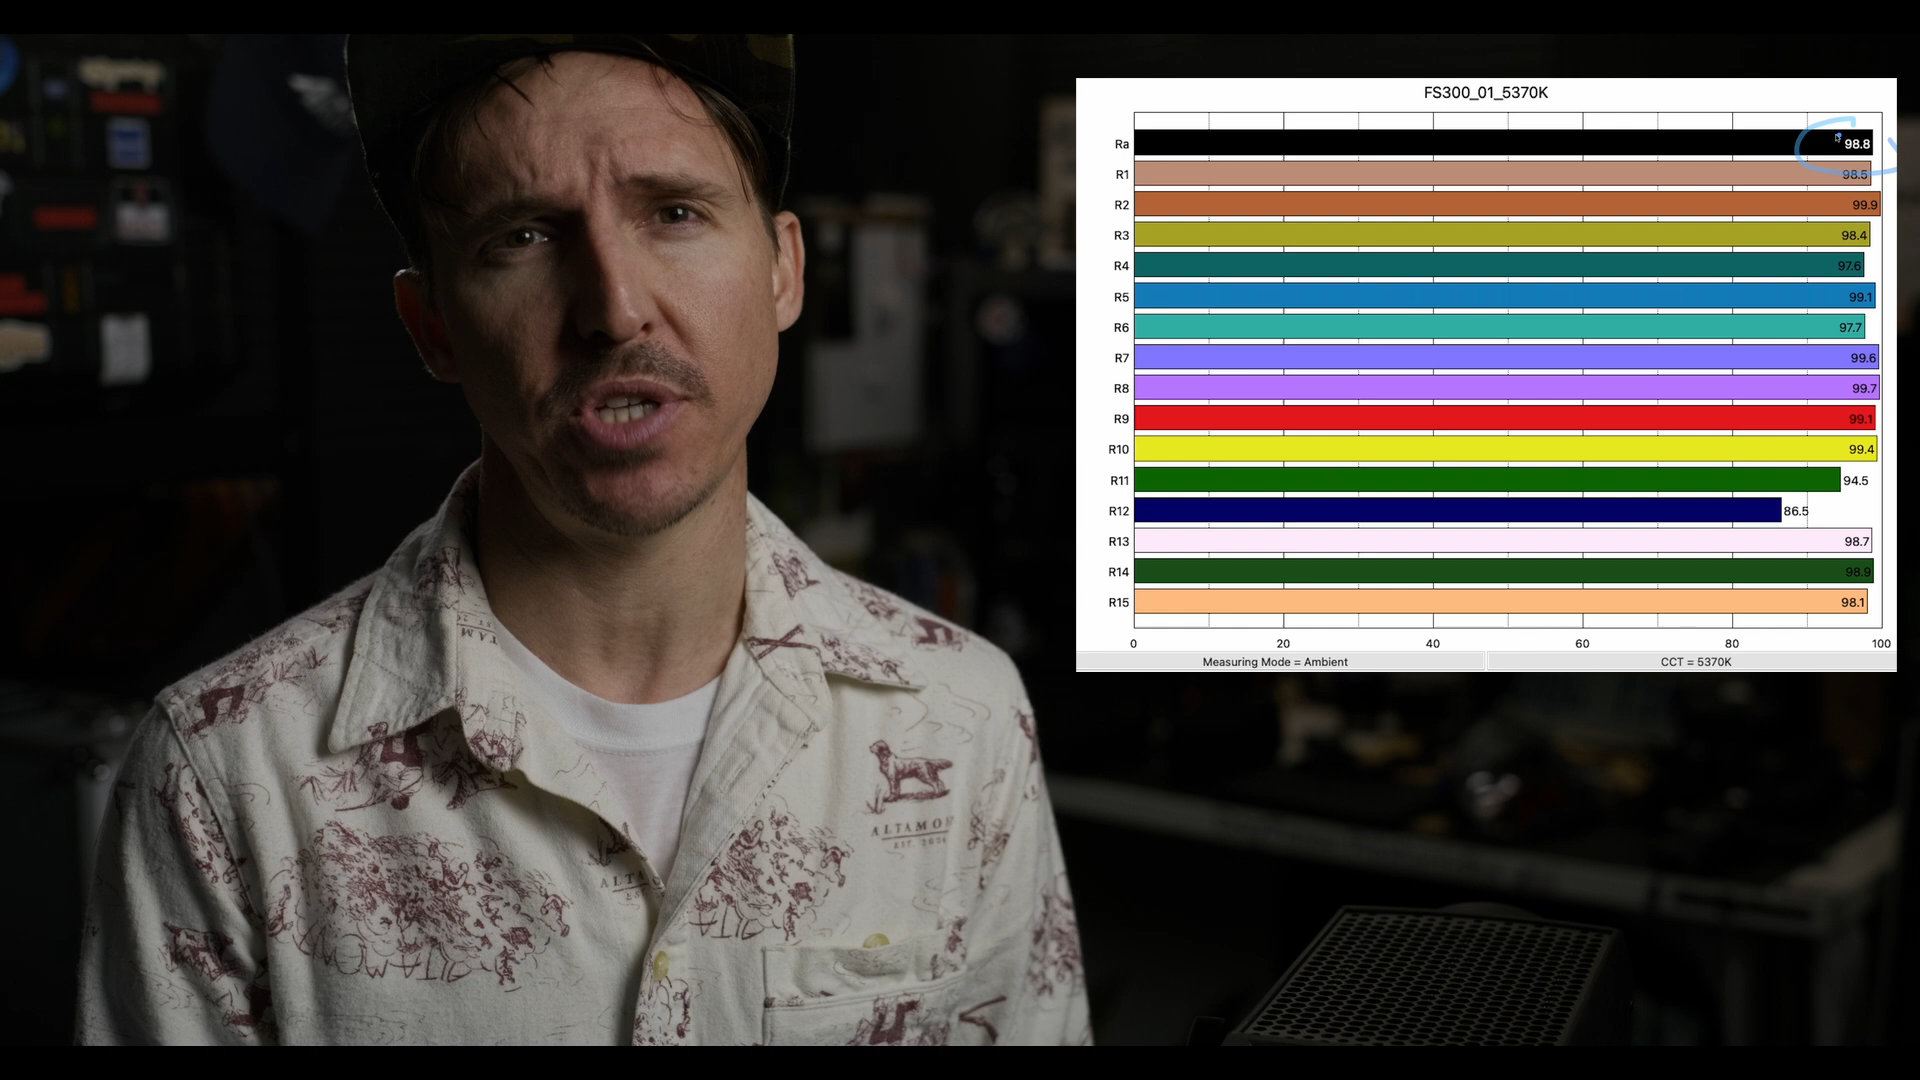 FS300_01_5370K
Ra 98.8
R1 98.5
R2 99.9
R3 98.4
R4 97.6
R5 99.1
R6 97.7
R7 99.6
R8 99.7
R9 99.1
R10 99.4
R11 94.5
R12 86.5
R13 98.7
R14 98.9
R15 98.1
0 20 40 60 80 100
Measuring Mode = Ambient CCT = 5370K
ALTAMO
EST. 2020
ALTA